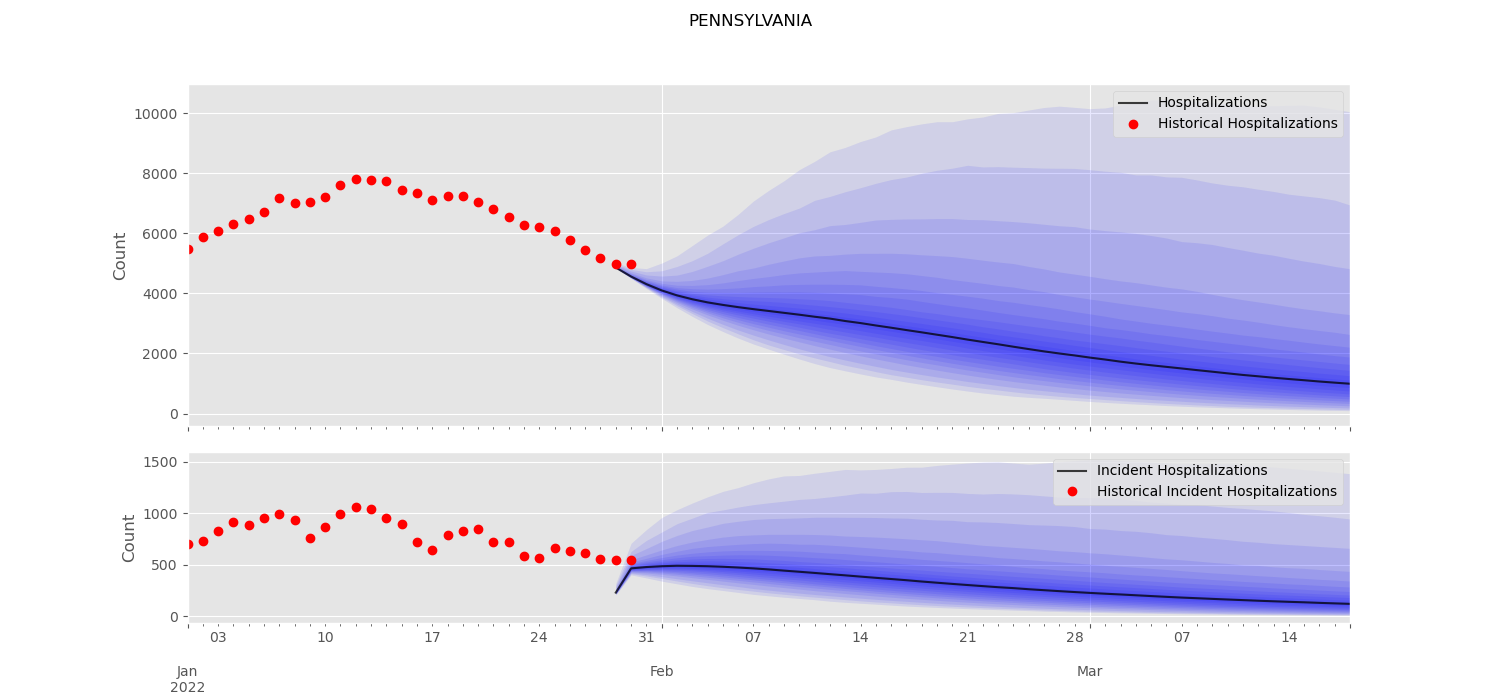 PENNSYLVANIA
10000
8000
6000
4000
2000
0
Count
Hospitalizations
Historical Hospitalizations
1500
1000
500
0
Count
Incident Hospitalizations
Historical Incident Hospitalizations
03 10 17 24 31 07 14 21 28 07 14
Jan Feb Mar
2022